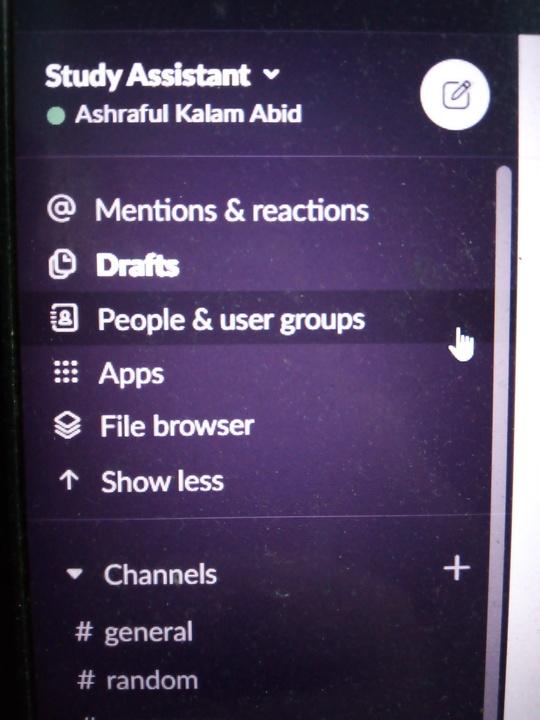 Study Assistant
Ashraful Kalam Abid
Mentions & reactions
Drafts
People & user groups
Apps
File browser
Show less
Channels
# general
# random
#